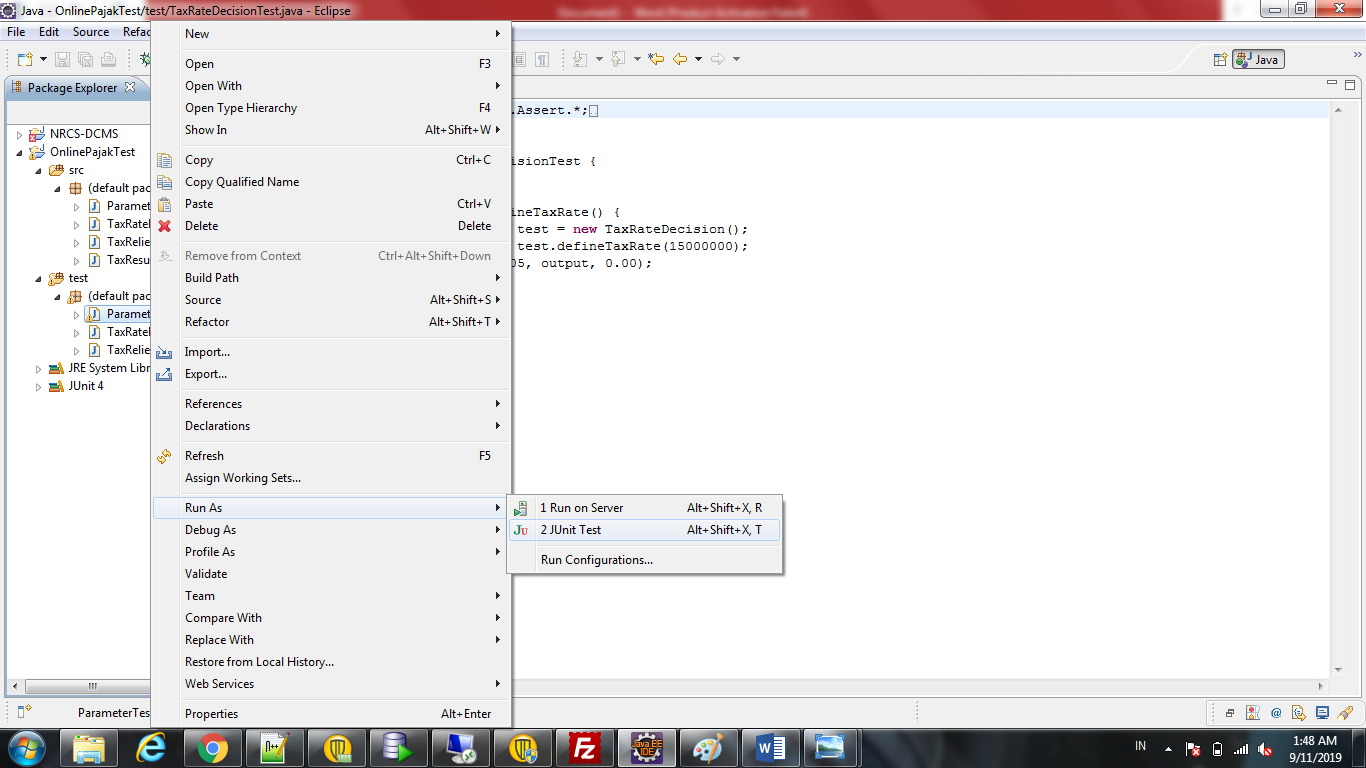 Java - OnlinePajakTest/test/TaxRateDecisionTest.java - Eclipse
File Edit Source Refac
Java
Package Explorer
NRCS-DCMS
OnlinePajakTest
src
(default pac
Paramet
TaxRate
TaxRelie
TaxResu
test
(default pac
Paramet
TaxRate
TaxRelie
JRE System Libr
JUnit 4
New
Open F3
Open With
Open Type Hierarchy F4
Show In Alt+Shift+W
Copy Ctrl+C
Copy Qualified Name
Paste Ctrl+V
Delete Delete
Remove from Context Ctrl+Alt+Shift+Down
Build Path
Source Alt+Shift+S
Refactor Alt+Shift+T
Import...
Export...
References
Declarations
Refresh F5
Assign Working Sets...
Run As
Debug As
Profile As
Validate
Team
Compare With
Replace With
Restore from Local History...
Web Services
Properties Alt+Enter
1 Run on Server Alt+Shift+X, R
2 JUnit Test Alt+Shift+X, T
Run Configurations...
.Assert.*;
isionTest {
ineTaxRate() {
test = new TaxRateDecision();
test.defineTaxRate(15000000);
05, output, 0.00);
ParameterTes
IN
1:48 AM
9/11/2019